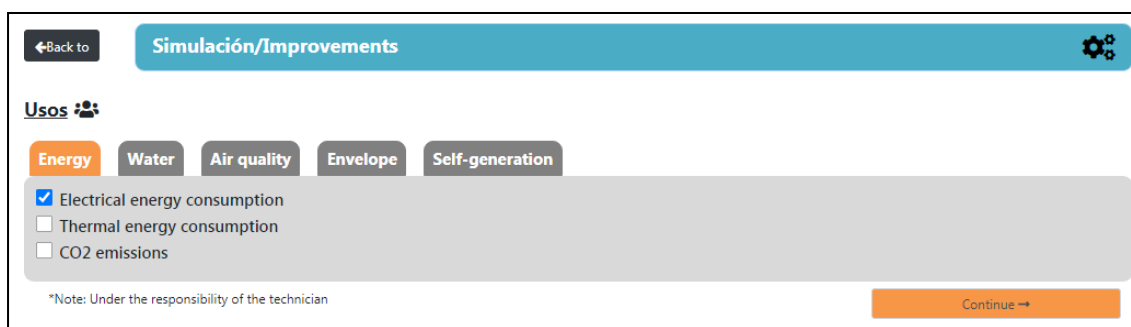 ←Back to
Simulación/Improvements
Usos
Energy
Water
Air quality
Envelope
Self-generation
Electrical energy consumption
Thermal energy consumption
CO2 emissions
*Note: Under the responsibility of the technician
Continue →